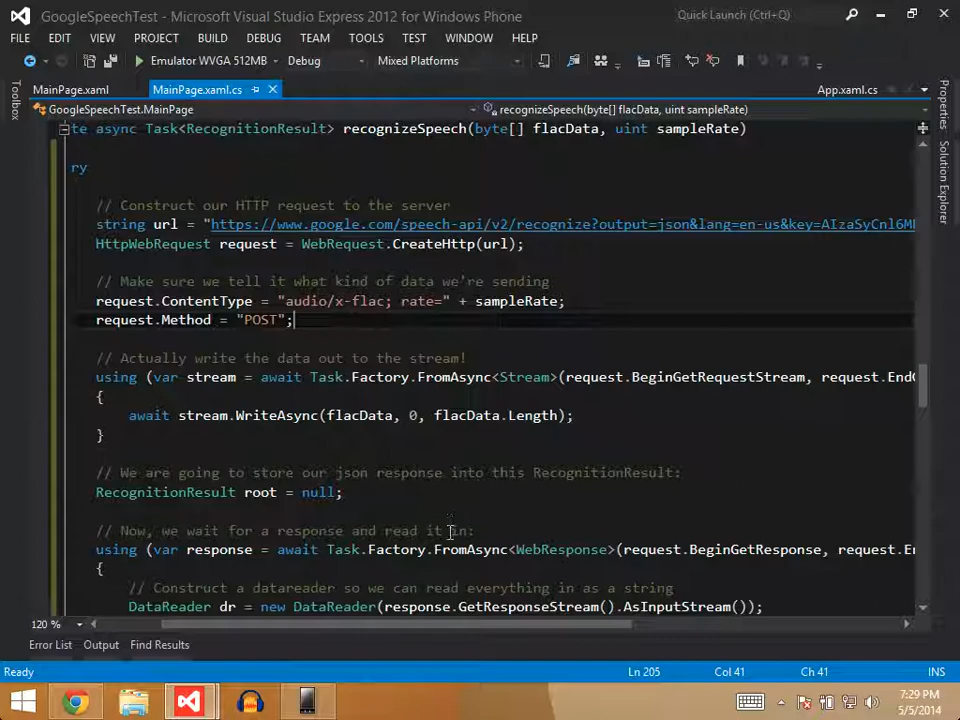 GoogleSpeechTest - Microsoft Visual Studio Express 2012 for Windows Phone
Quick Launch (Ctrl+Q)
FILE EDIT VIEW PROJECT BUILD DEBUG TEAM TOOLS TEST WINDOW HELP
Emulator WVGA 512MB Debug Mixed Platforms
MainPage.xaml MainPage.xaml.cs App.xaml.cs
GoogleSpeechTest.MainPage recognizeSpeech(byte[] flacData, uint sampleRate)
te async Task<RecognitionResult> recognizeSpeech(byte[] flacData, uint sampleRate)
ry
// Construct our HTTP request to the server
string url = "https://www.google.com/speech-api/v2/recognize?output=json&lang=en-us&key=AIzaSyCnl6M
HttpWebRequest request = WebRequest.CreateHttp(url);
// Make sure we tell it what kind of data we're sending
request.ContentType = "audio/x-flac; rate=" + sampleRate;
request.Method = "POST";
// Actually write the data out to the stream!
using (var stream = await Task.Factory.FromAsync<Stream>(request.BeginGetRequestStream, request.End
{
await stream.WriteAsync(flacData, 0, flacData.Length);
}
// We are going to store our json response into this RecognitionResult:
RecognitionResult root = null;
// Now, we wait for a response and read it in:
using (var response = await Task.Factory.FromAsync<WebResponse>(request.BeginGetResponse, request.En
{
// Construct a datareader so we can read everything in as a string
DataReader dr = new DataReader(response.GetResponseStream().AsInputStream());
120 %
Error List Output Find Results
Ready Ln 205 Col 41 Ch 41 INS
7:29 PM
5/5/2014
Toolbox
Properties
Solution Explorer